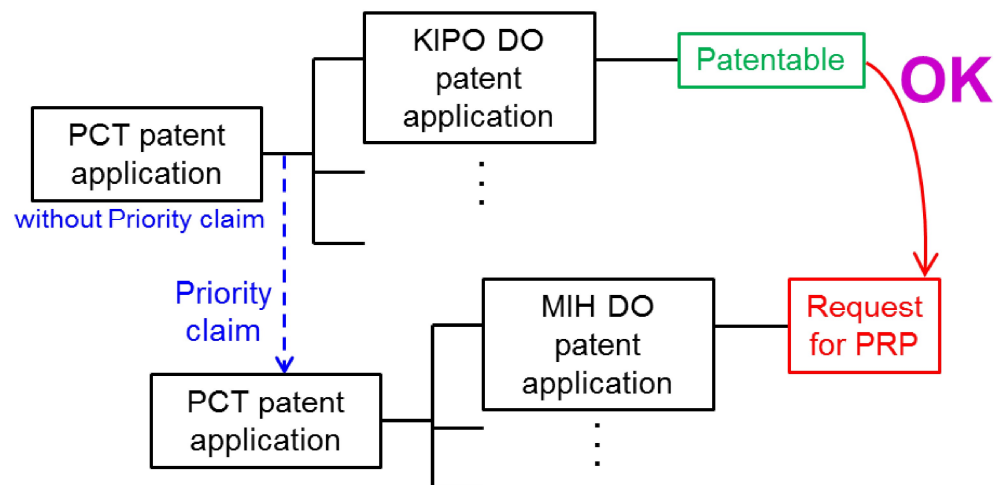 KIPO DO
patent
application
Patentable
OK
PCT patent
application
without Priority claim
Priority
claim
MIH DO
patent
application
Request
for PRP
PCT patent
application